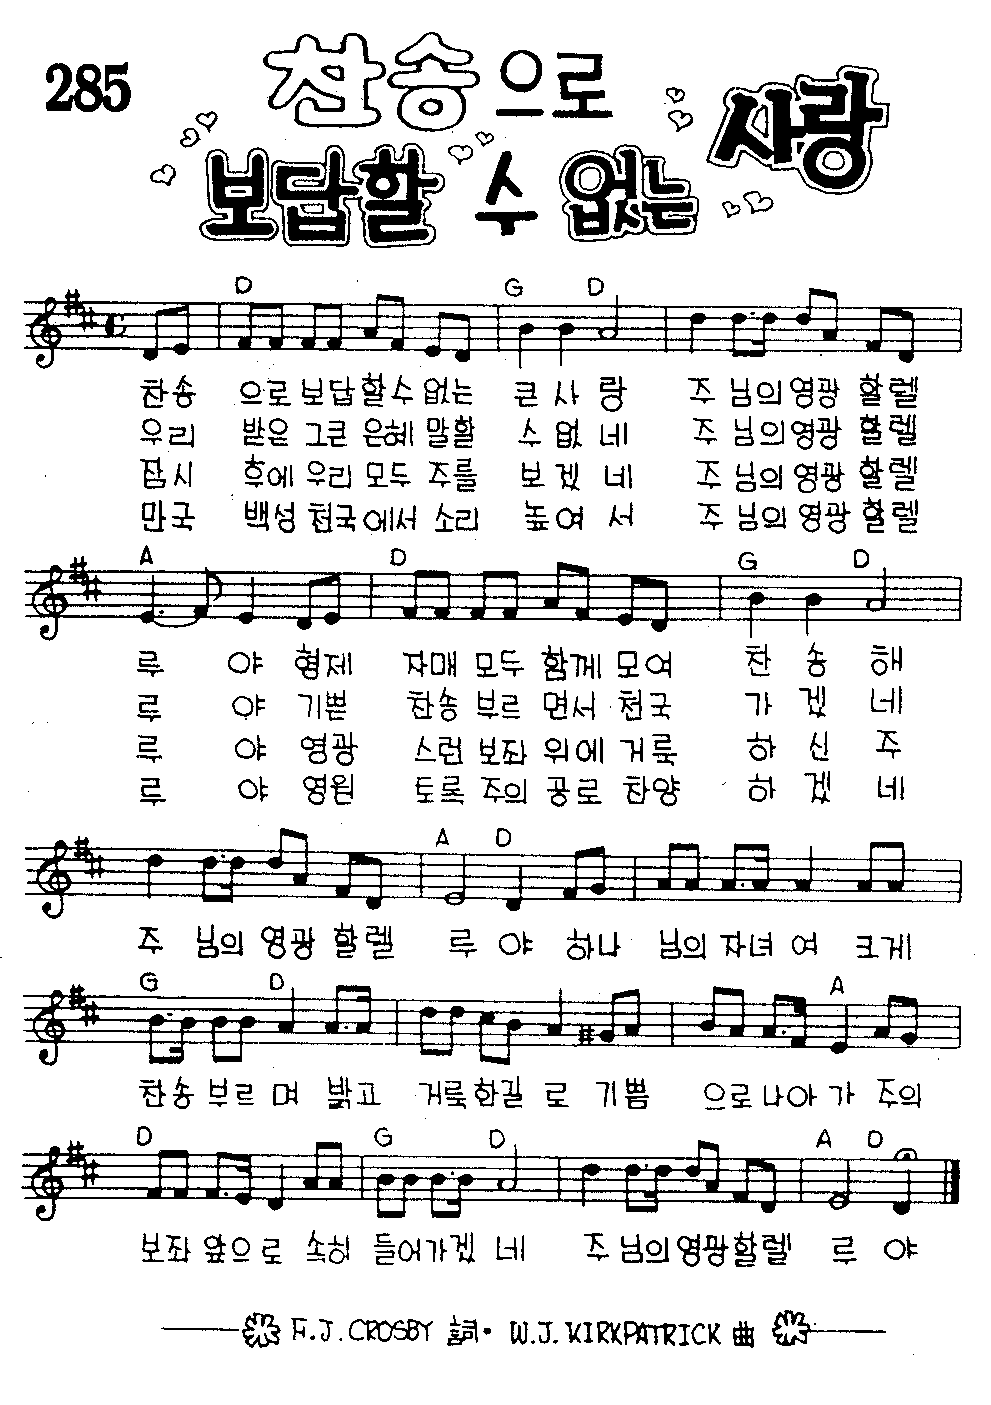 285
찬송으로
보답할 수 없는 사랑
D G D
찬송 으로 보답 할수 없는 큰 사 랑 주 님의 영광 할렐
우리 받은 그큰 은혜 말할 수 없 네 주 님의 영광 할렐
잠시 후에 우리 모두 주를 보 겠 네 주 님의 영광 할렐
만국 백성 천국에서 소리 높 여 서 주 님의 영광 할렐
A D G D
루 야 형제 자매 모두 함께 모여 찬 송 해
루 야 기쁜 찬송 부르 면서 천국 가 겠 네
루 야 영광 스런 보좌 위에 거룩 하 신 주
루 야 영원 토록 주의 공로 찬양 하 겠 네
A D
주 님의 영광 할렐 루 야 하나 님의 자녀 여 크게
G D A
찬송 부르 며 밝고 거룩한길 로 기쁨 으로 나아 가 주의
D G D A D
보좌 앞으 로 속히 들어가겠 네 주 님의 영광할렐 루 야
F.J.CROSBY 詞· W.J.KIRKPATRICK 曲